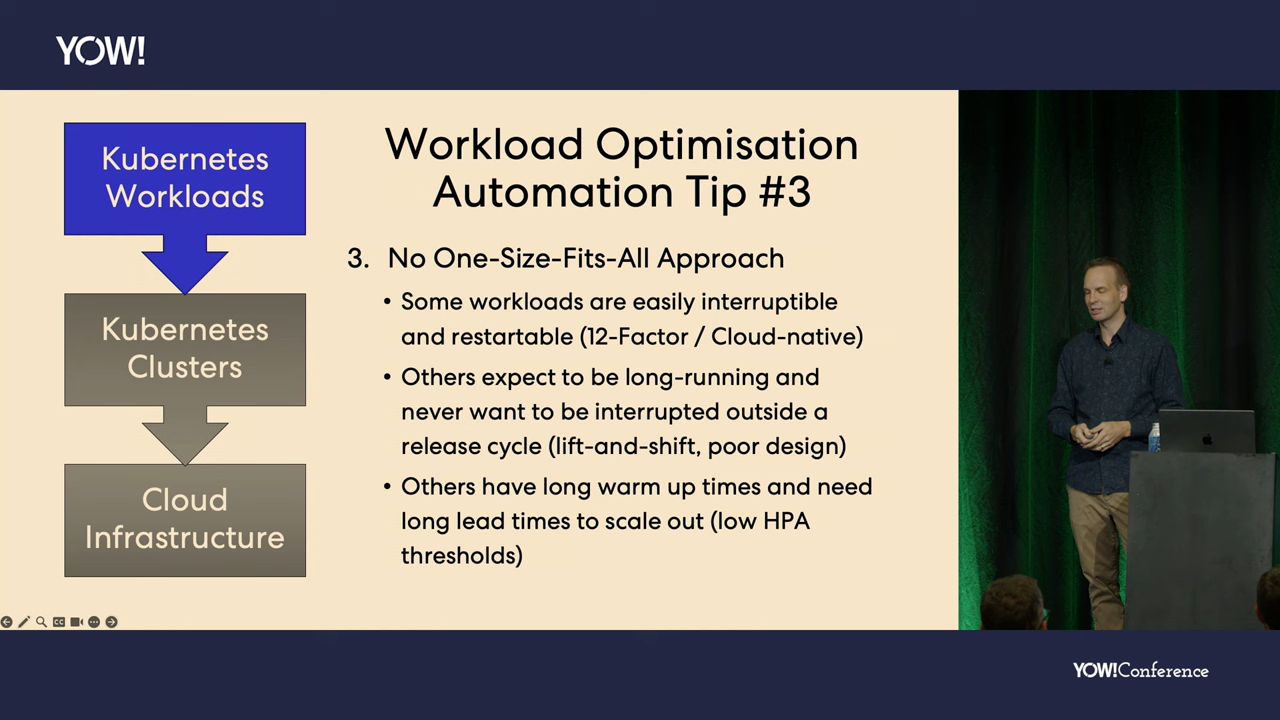 YOW!
Kubernetes
Workloads
Kubernetes
Clusters
Cloud
Infrastructure
Workload Optimisation
Automation Tip #3
3. No One-Size-Fits-All Approach
• Some workloads are easily interruptible
and restartable (12-Factor / Cloud-native)
• Others expect to be long-running and
never want to be interrupted outside a
release cycle (lift-and-shift, poor design)
• Others have long warm up times and need
long lead times to scale out (low HPA
thresholds)
CC
YOW!Conference